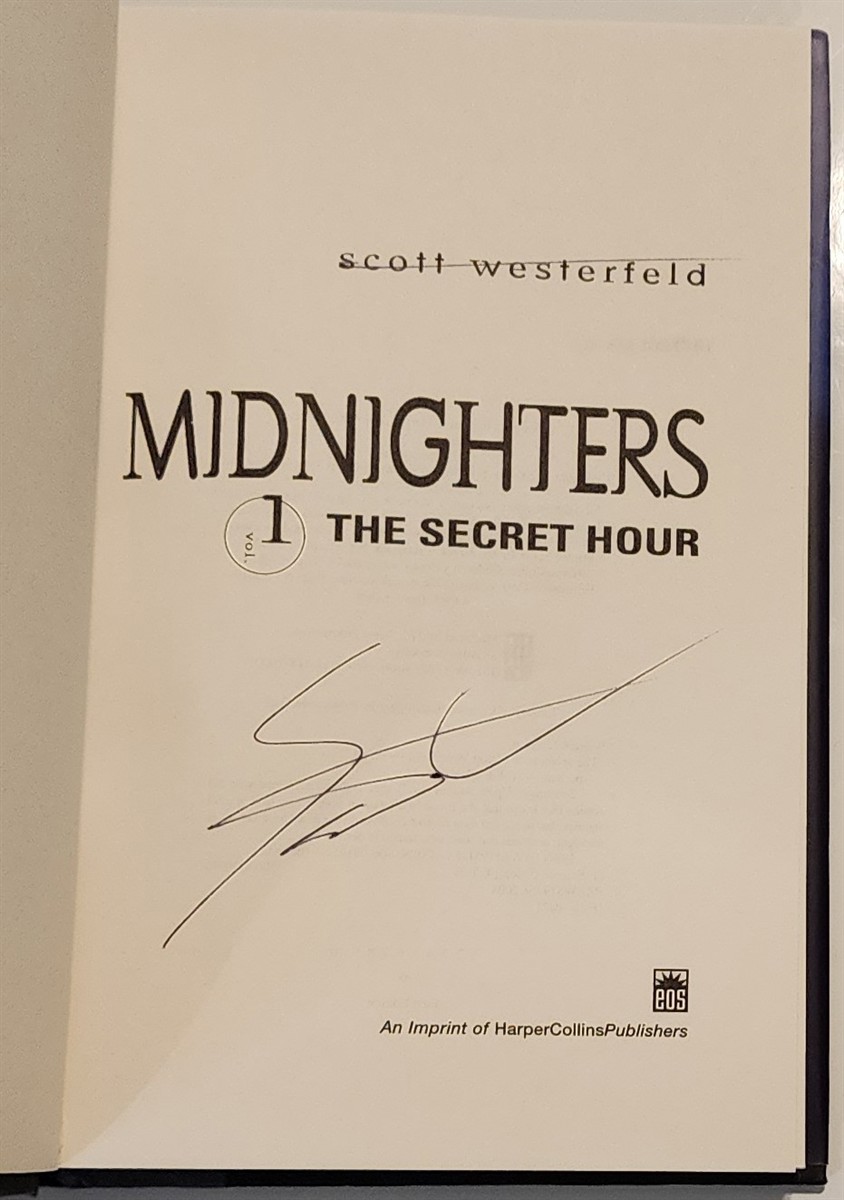 scott westerfeld
MIDNIGHTERS
vol. 1 THE SECRET HOUR
eos
An Imprint of HarperCollinsPublishers